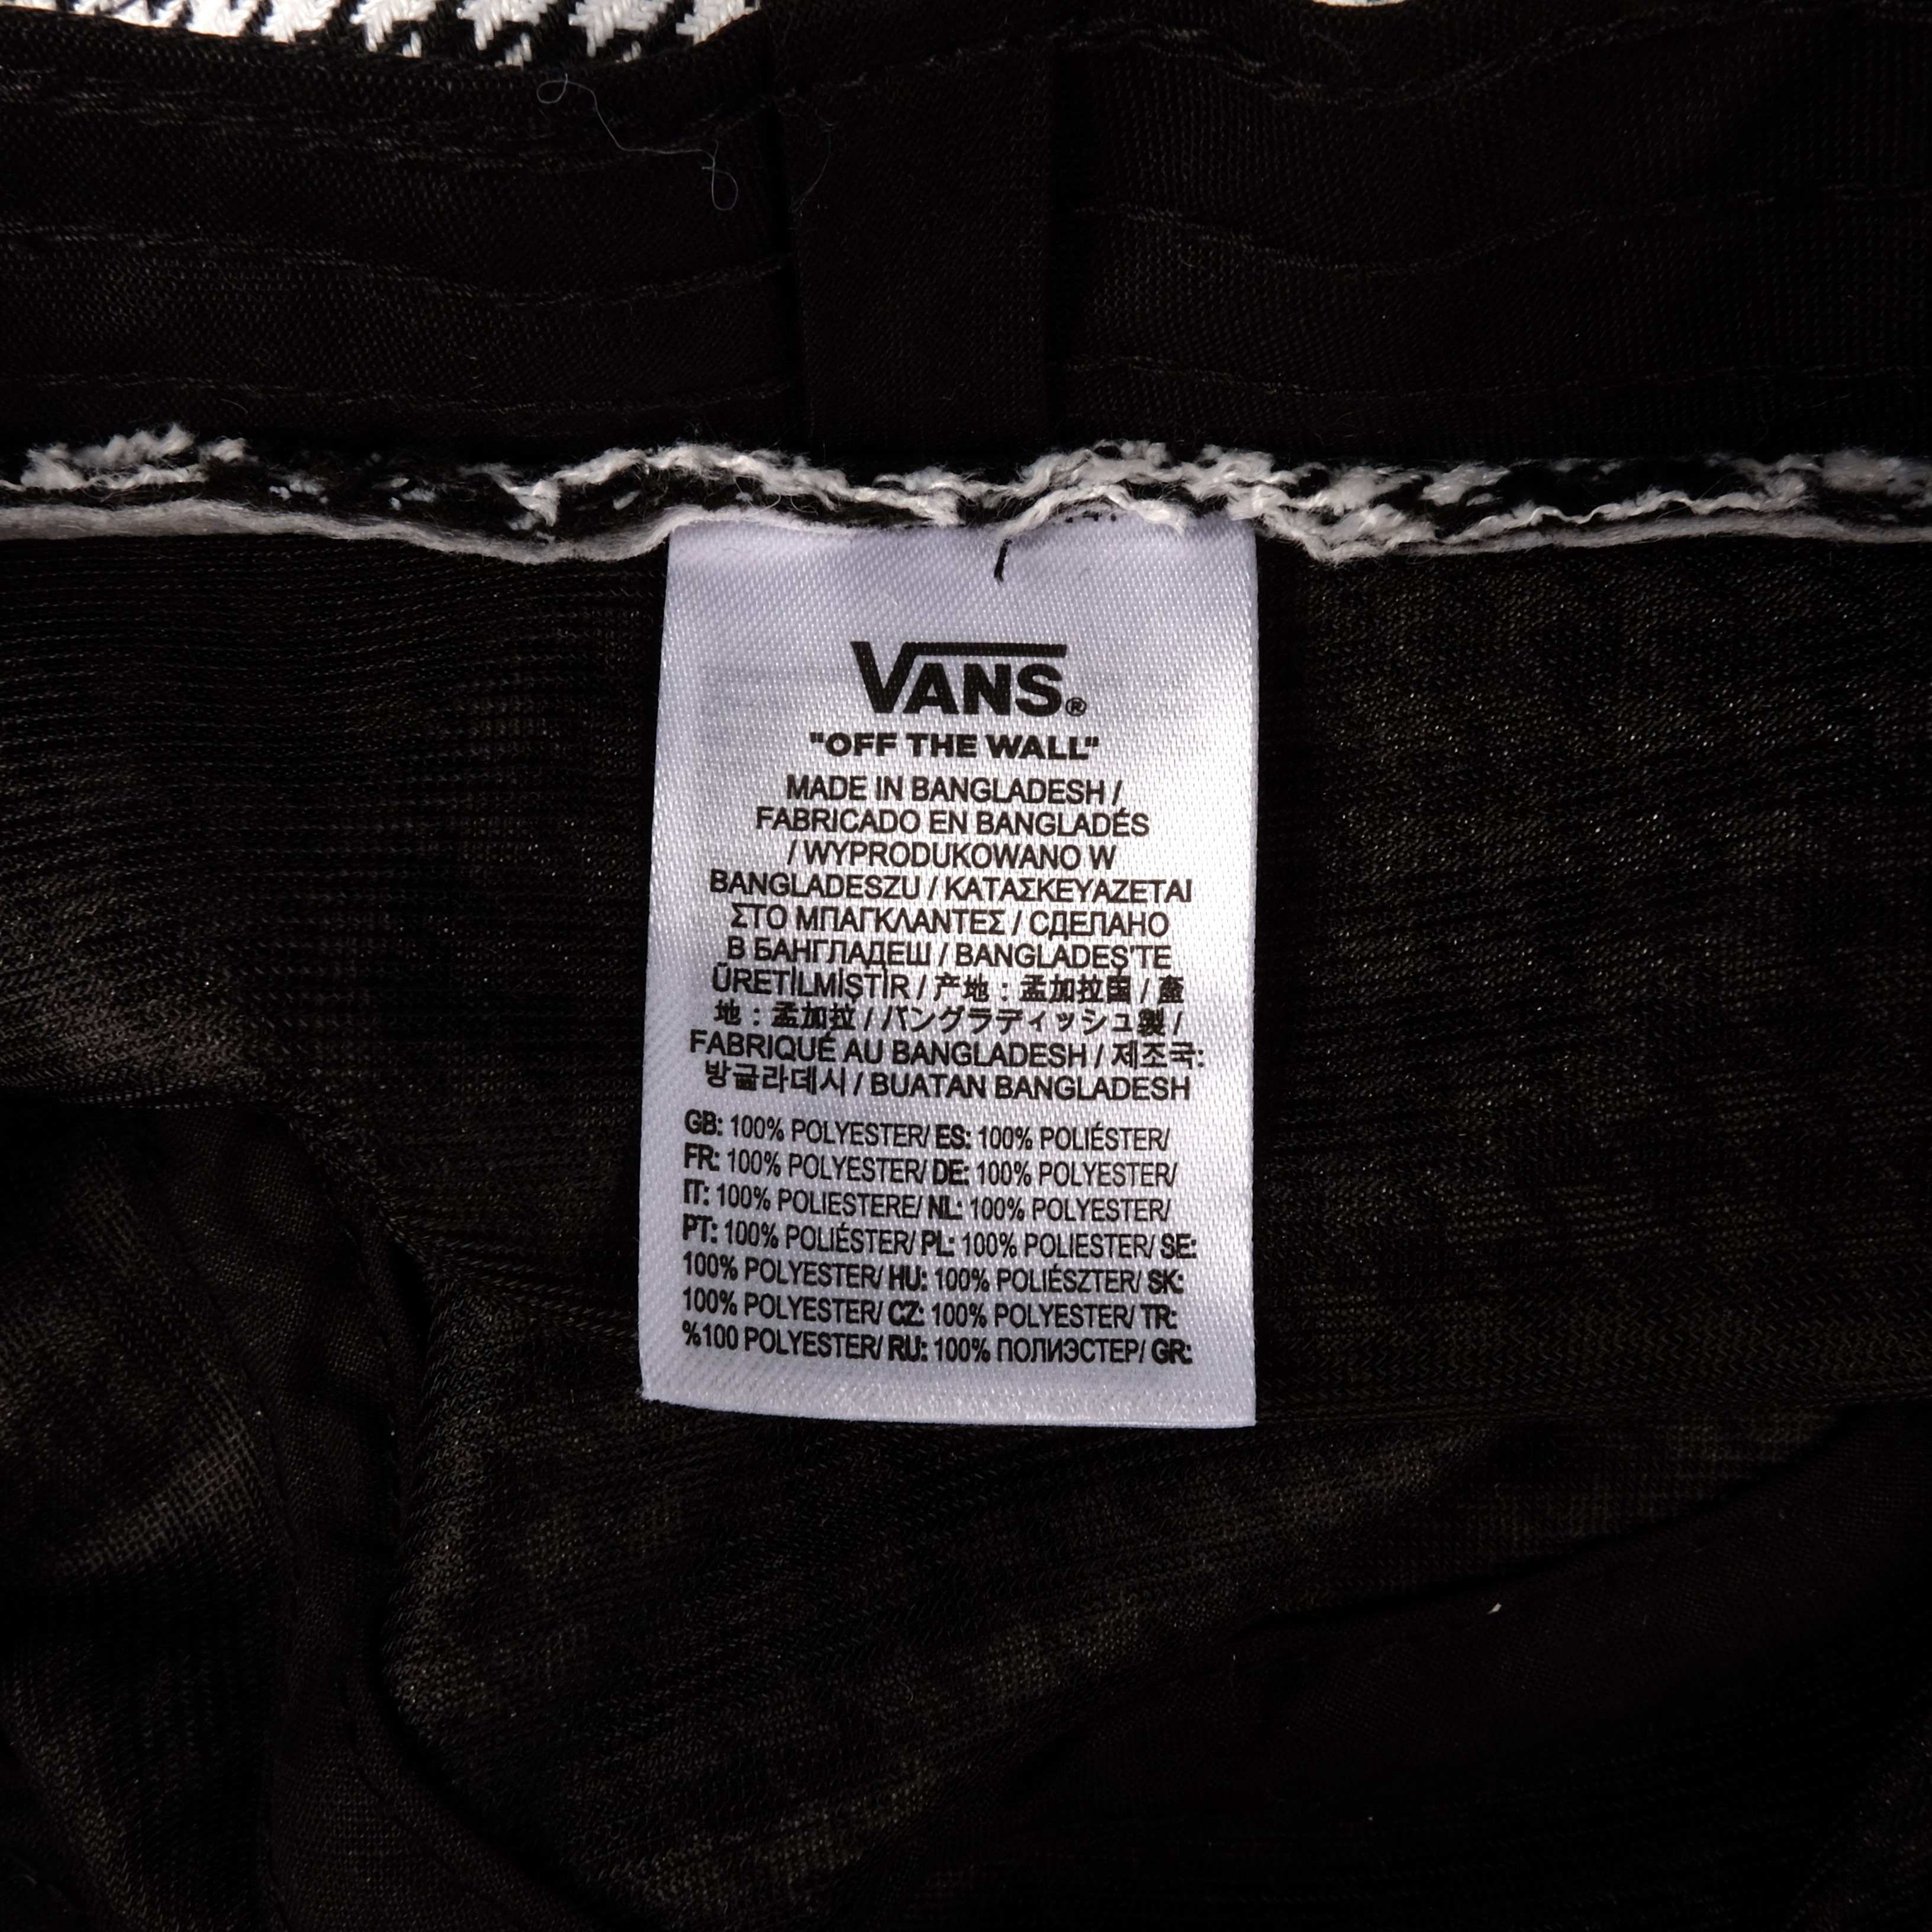 VANS®
"OFF THE WALL"
MADE IN BANGLADESH /
FABRICADO EN BANGLADÉS
/ WYPRODUKOWANO W
BANGLADESZU / ΚΑΤΑΣΚΕΥΑΖΕΤΑΙ
ΣΤΟ ΜΠΑΓΚΛΑΝΤΕΣ / СДЕЛАНО
В БАНГЛАДЕШ / BANGLADEŞ'TE
ÜRETİLMİŞTİR / 产地 : 孟加拉国 / 產
地 : 孟加拉 / バングラディッシュ製 /
FABRIQUÉ AU BANGLADESH / 제조국:
방글라데시 / BUATAN BANGLADESH
GB: 100% POLYESTER/ ES: 100% POLIÉSTER/
FR: 100% POLYESTER/ DE: 100% POLYESTER/
IT: 100% POLIESTERE/ NL: 100% POLYESTER/
PT: 100% POLIÉSTER/ PL: 100% POLIESTER/ SE:
100% POLYESTER/ HU: 100% POLIÉSZTER/ SK:
100% POLYESTER/ CZ: 100% POLYESTER/ TR:
%100 POLYESTER/ RU: 100% ПОЛИЭСТЕР/ GR: